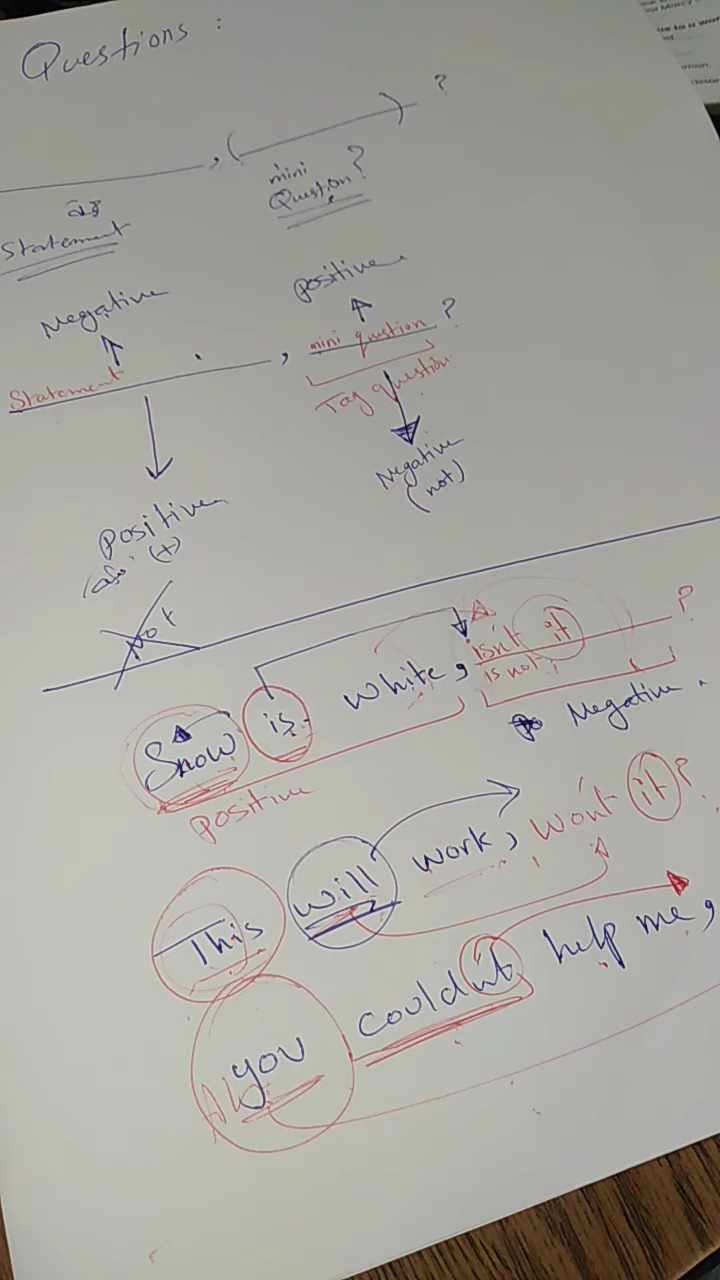 Questions :
, ( ) ?
mini
Question?
Statement
Negative
positive
Statement , mini question ?
Tag question
Positive
(+)
Negative
(not)
Not
Snow is white, isn't it ?
is not
positive
Negative.
This will work, won't it?
you couldn't help me,